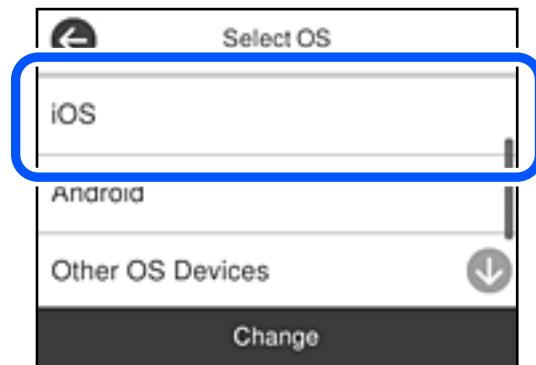 Select OS
iOS
Android
Other OS Devices
Change